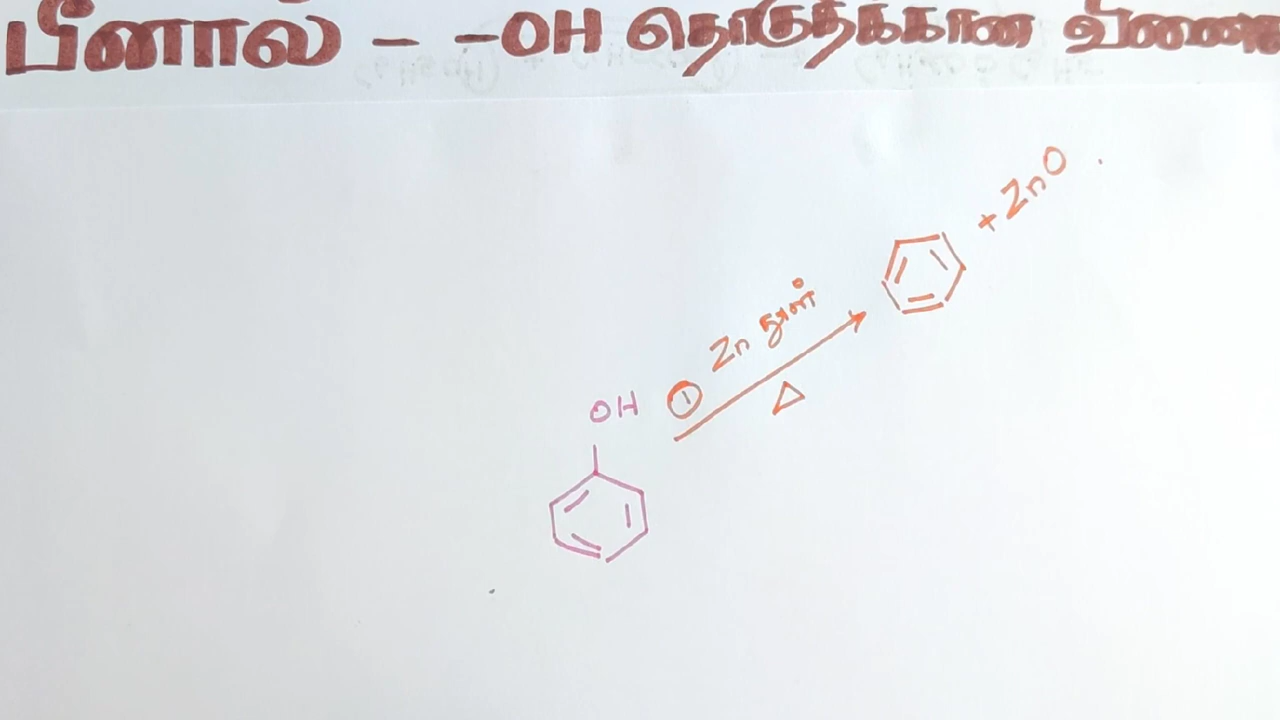 பீனால் - -OH தொகுதிக்கான
+ ZnO
Zn தூள்
OH ① 
△